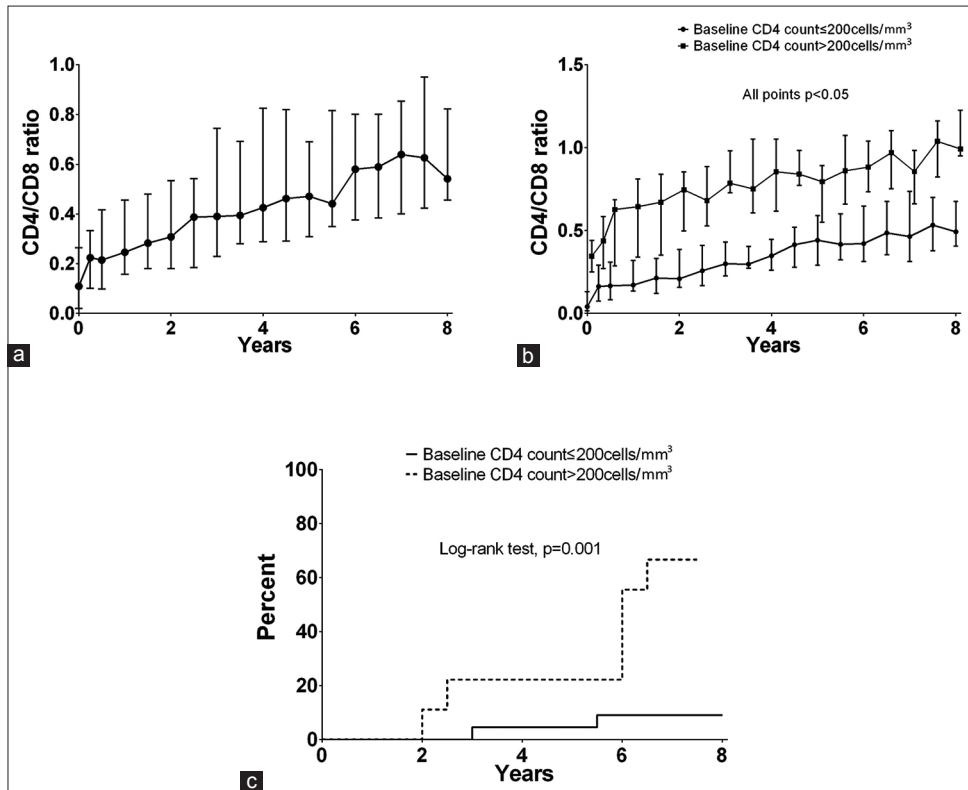 1.0
0.8
0.6
0.4
0.2
0.0
CD4/CD8 ratio
0 2 4 6 8
Years
a
Baseline CD4 count≤200cells/mm³
Baseline CD4 count>200cells/mm³
1.5
1.0
0.5
0.0
CD4/CD8 ratio
All points p<0.05
0 2 4 6 8
Years
b
Baseline CD4 count≤200cells/mm³
Baseline CD4 count>200cells/mm³
100
80
60
40
20
0
Percent
Log-rank test, p=0.001
0 2 4 6 8
Years
c